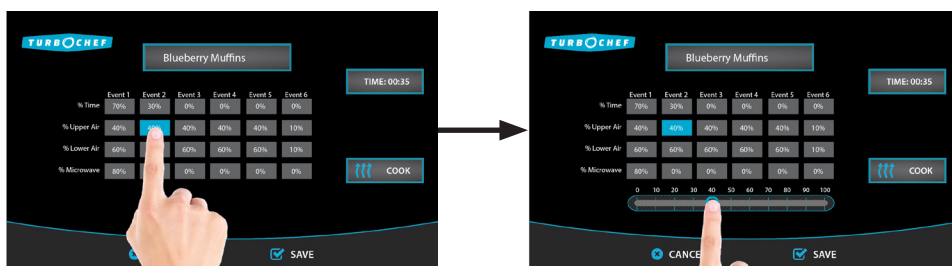 TURBOCHEF
Blueberry Muffins
TIME: 00:35
Event 1 Event 2 Event 3 Event 4 Event 5 Event 6
% Time 70% 30% 0% 0% 0% 0%
% Upper Air 40% 40% 40% 40% 40% 10%
% Lower Air 60% 60% 60% 60% 10%
% Microwave 80% 0% 0% 0% 0%
COOK
SAVE
TURBOCHEF
Blueberry Muffins
TIME: 00:35
Event 1 Event 2 Event 3 Event 4 Event 5 Event 6
% Time 70% 30% 0% 0% 0% 0%
% Upper Air 40% 40% 40% 40% 40% 10%
% Lower Air 60% 60% 60% 60% 60% 10%
% Microwave 80% 0% 0% 0% 0% 0%
COOK
0 10 20 30 40 50 60 70 80 90 100
CANCE
SAVE